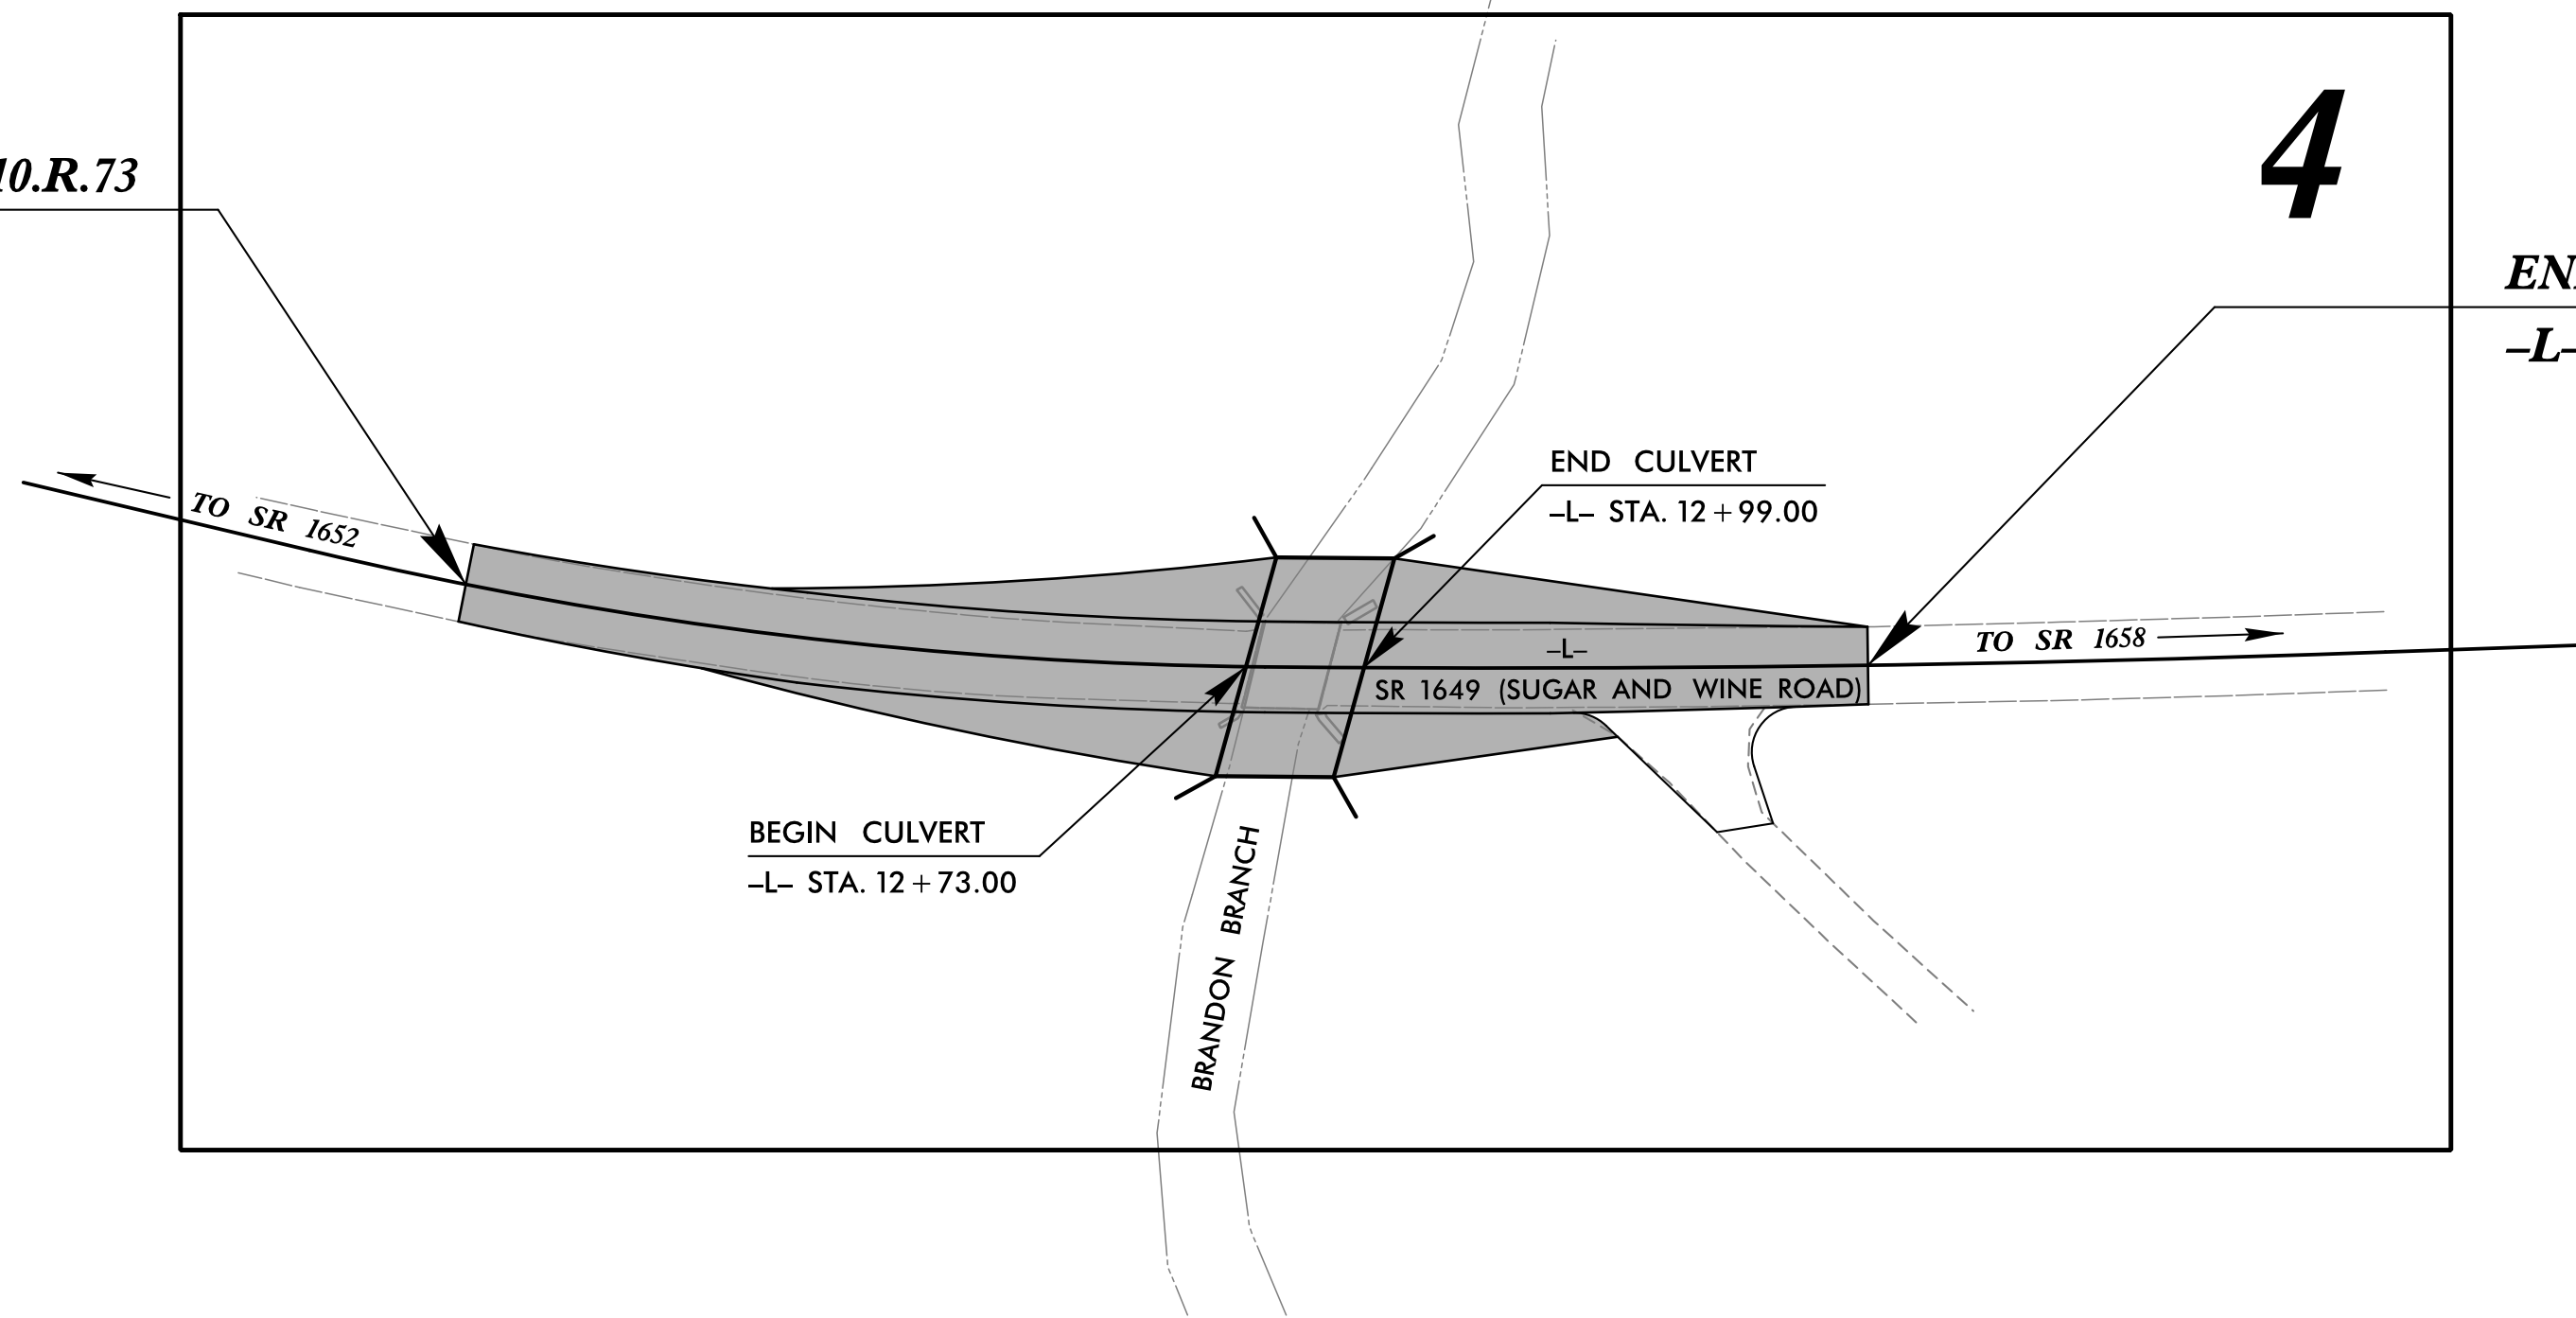 4
10.R.73
EN
–L–
TO SR 1652
END CULVERT
–L– STA. 12+99.00
–L–
TO SR 1658
SR 1649 (SUGAR AND WINE ROAD)
BEGIN CULVERT
–L– STA. 12+73.00
BRANDON BRANCH